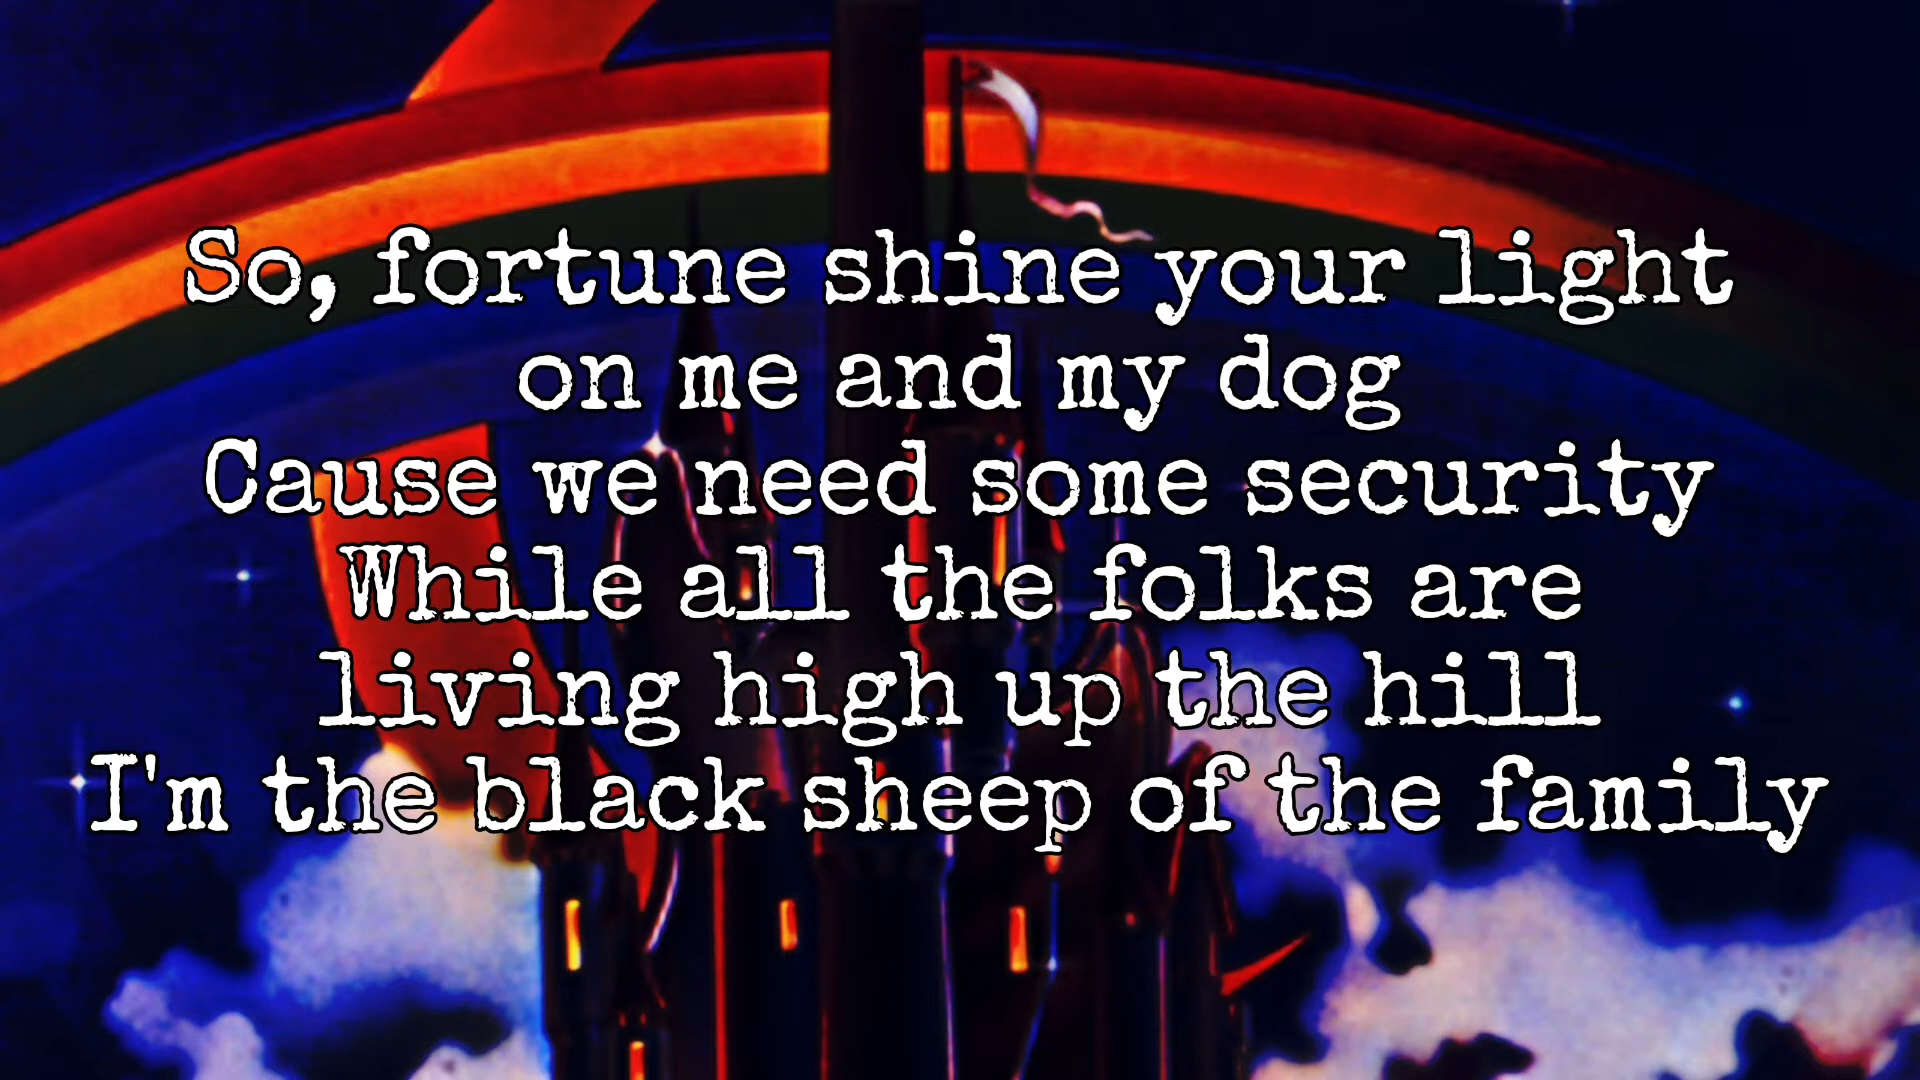 So, fortune shine your light
on me and my dog
Cause we need some security
While all the folks are
living high up the hill
I'm the black sheep of the family